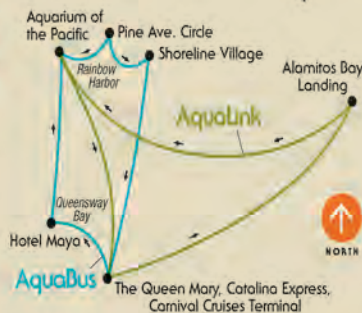 Aquarium of
the Pacific
Pine Ave. Circle
Shoreline Village
Rainbow
Harbor
Alamitos Bay
Landing
AquaLink
Queensway
Bay
Hotel Maya
NORTH
AquaBus
The Queen Mary, Catalina Express,
Carnival Cruises Terminal